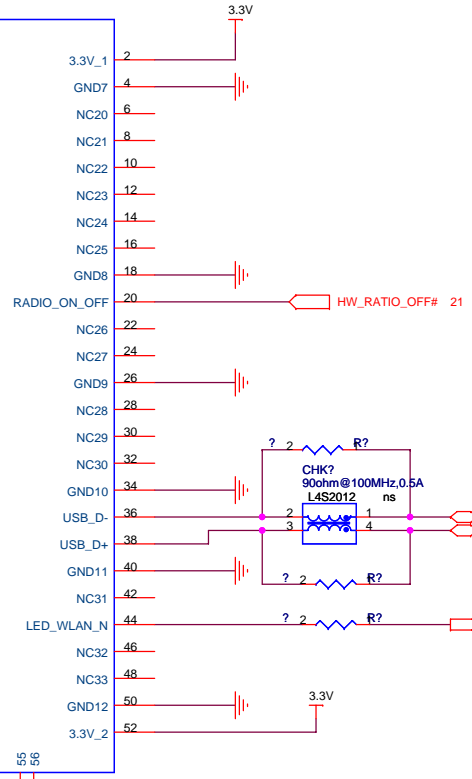 3.3V
3.3V_1 2
GND7 4
NC20 6
NC21 8
NC22 10
NC23 12
NC24 14
NC25 16
GND8 18
RADIO_ON_OFF 20 HW_RATIO_OFF# 21
NC26 22
NC27 24
GND9 26
NC28 28
NC29 30
? 2 R?
NC30 32
CHK?
90ohm@100MHz,0.5A
GND10 34
L4S2012 ns
USB_D- 36 2 1
3 4
USB_D+ 38
GND11 40
? 2 R?
NC31 42
LED_WLAN_N 44 ? 2 R?
NC32 46
NC33 48
3.3V
GND12 50
3.3V_2 52
55
56